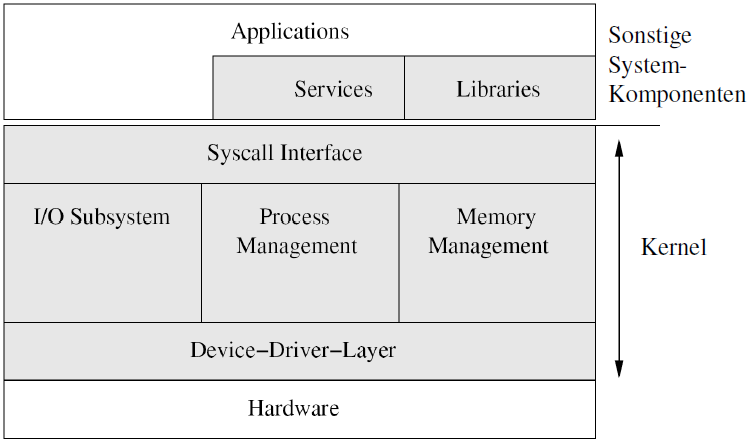 Applications
Sonstige
System-
Komponenten
Services
Libraries
Syscall Interface
I/O Subsystem
Process
Management
Memory
Management
Kernel
Device-Driver-Layer
Hardware